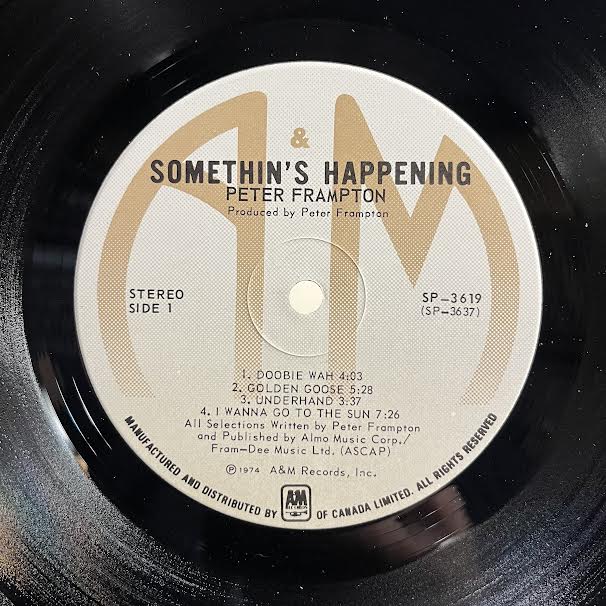 &
SOMETHIN'S HAPPENING
PETER FRAMPTON
Produced by Peter Frampton
STEREO
SIDE 1
SP–3619
(SP–3637)
1. DOOBIE WAH 4:03
2. GOLDEN GOOSE 5:28
3. UNDERHAND 3:37
4. I WANNA GO TO THE SUN 7:26
All Selections Written by Peter Frampton
and Published by Almo Music Corp./
Fram–Dee Music Ltd. (ASCAP)
℗ 1974 A&M Records, Inc.
MANUFACTURED AND DISTRIBUTED BY A&M RECORDS OF CANADA LIMITED. ALL RIGHTS RESERVED